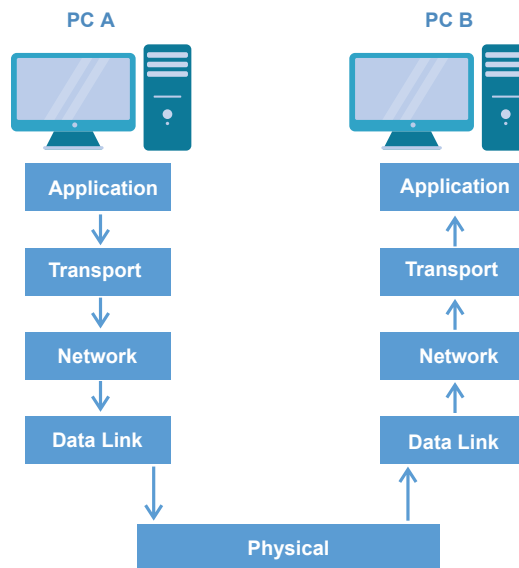 PC A
PC B
Application
Application
Transport
Transport
Network
Network
Data Link
Data Link
Physical